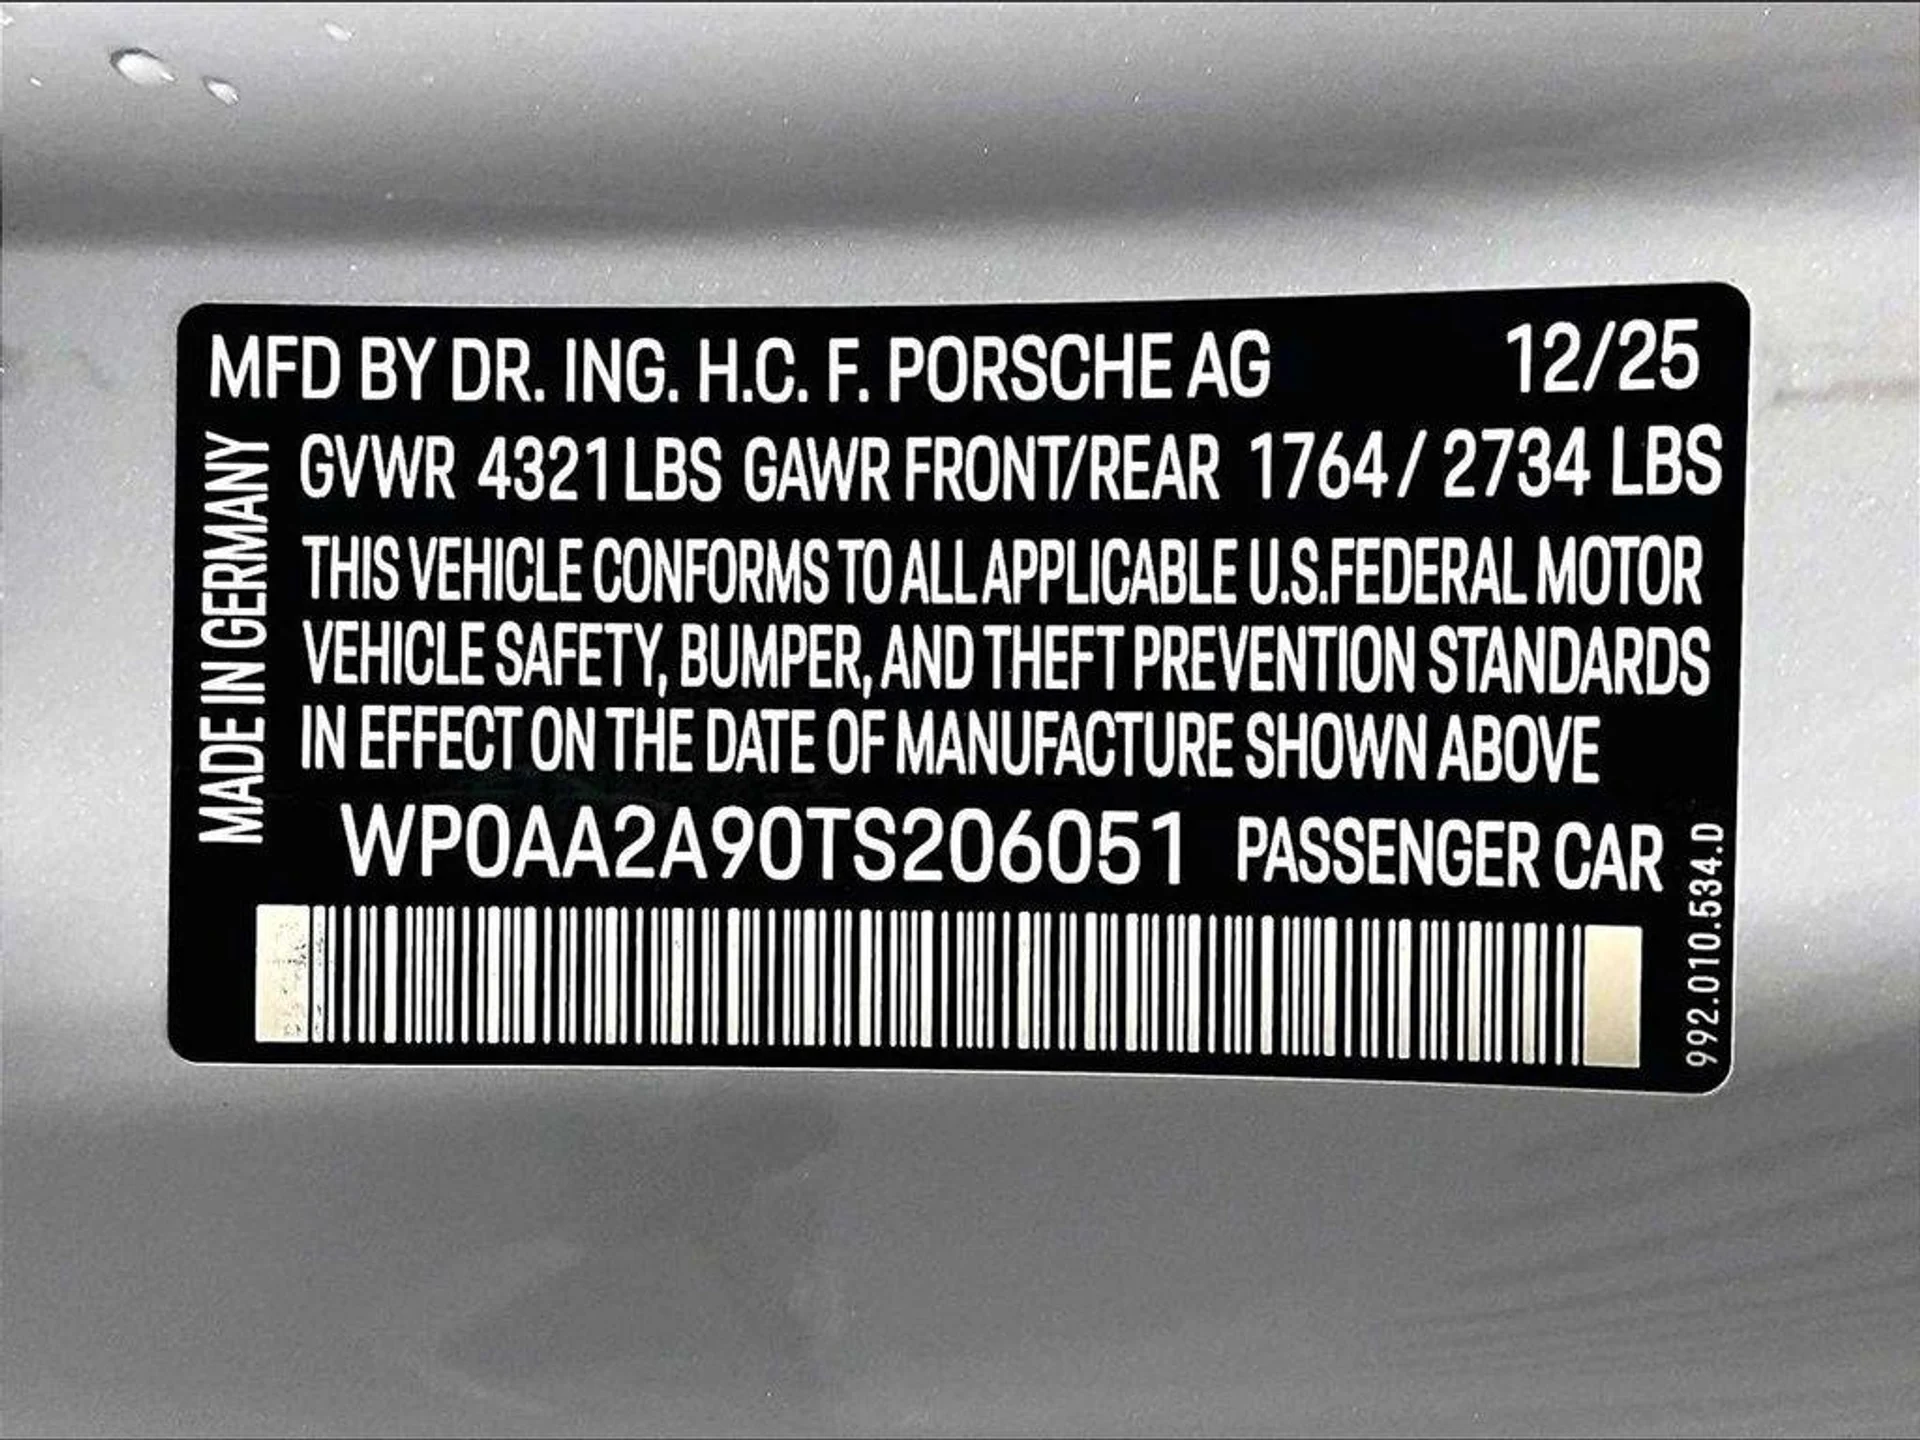 MFD BY DR. ING. H.C. F. PORSCHE AG 12/25
GVWR 4321 LBS GAWR FRONT/REAR 1764 / 2734 LBS
THIS VEHICLE CONFORMS TO ALL APPLICABLE U.S.FEDERAL MOTOR
VEHICLE SAFETY, BUMPER, AND THEFT PREVENTION STANDARDS
IN EFFECT ON THE DATE OF MANUFACTURE SHOWN ABOVE
WP0AA2A90TS206051 PASSENGER CAR
MADE IN GERMANY
992.010.534.D